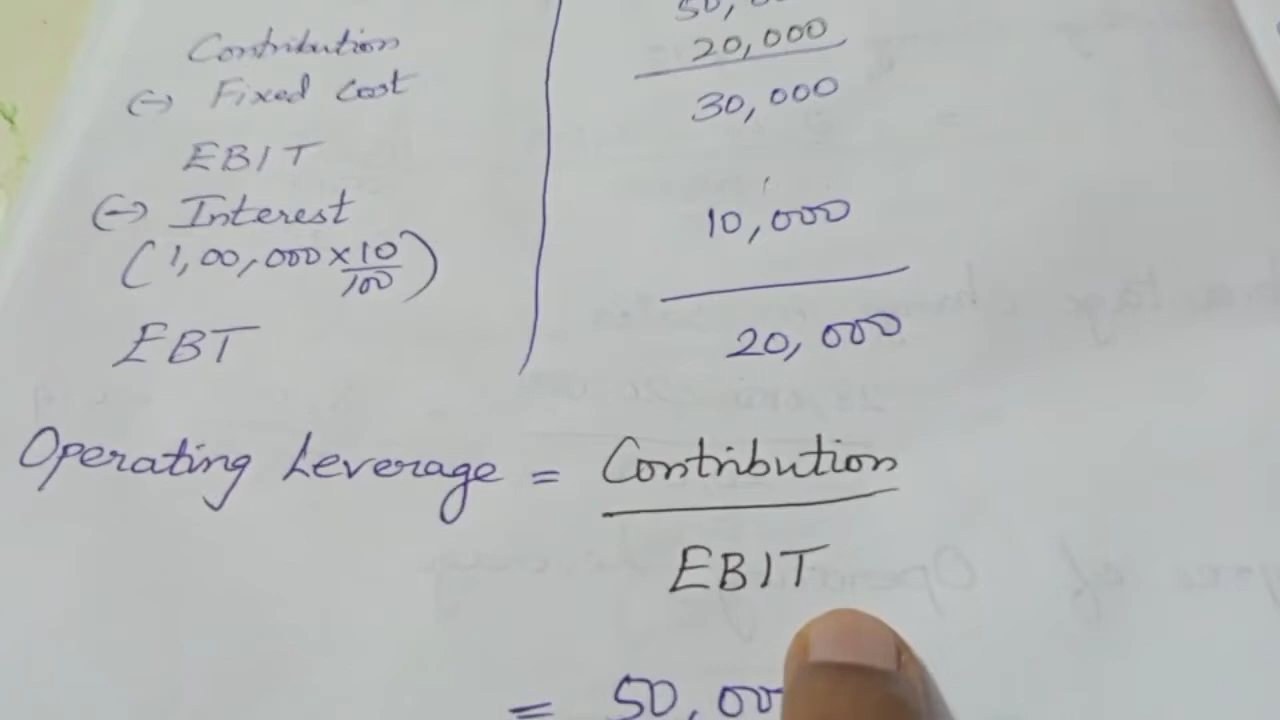 Contribution
20,000
(-) Fixed Cost
30,000
EBIT
(-) Interest 10,000
(1,00,000 × 10/100)
EBT 20,000
Operating Leverage = Contribution
EBIT
= 50,00